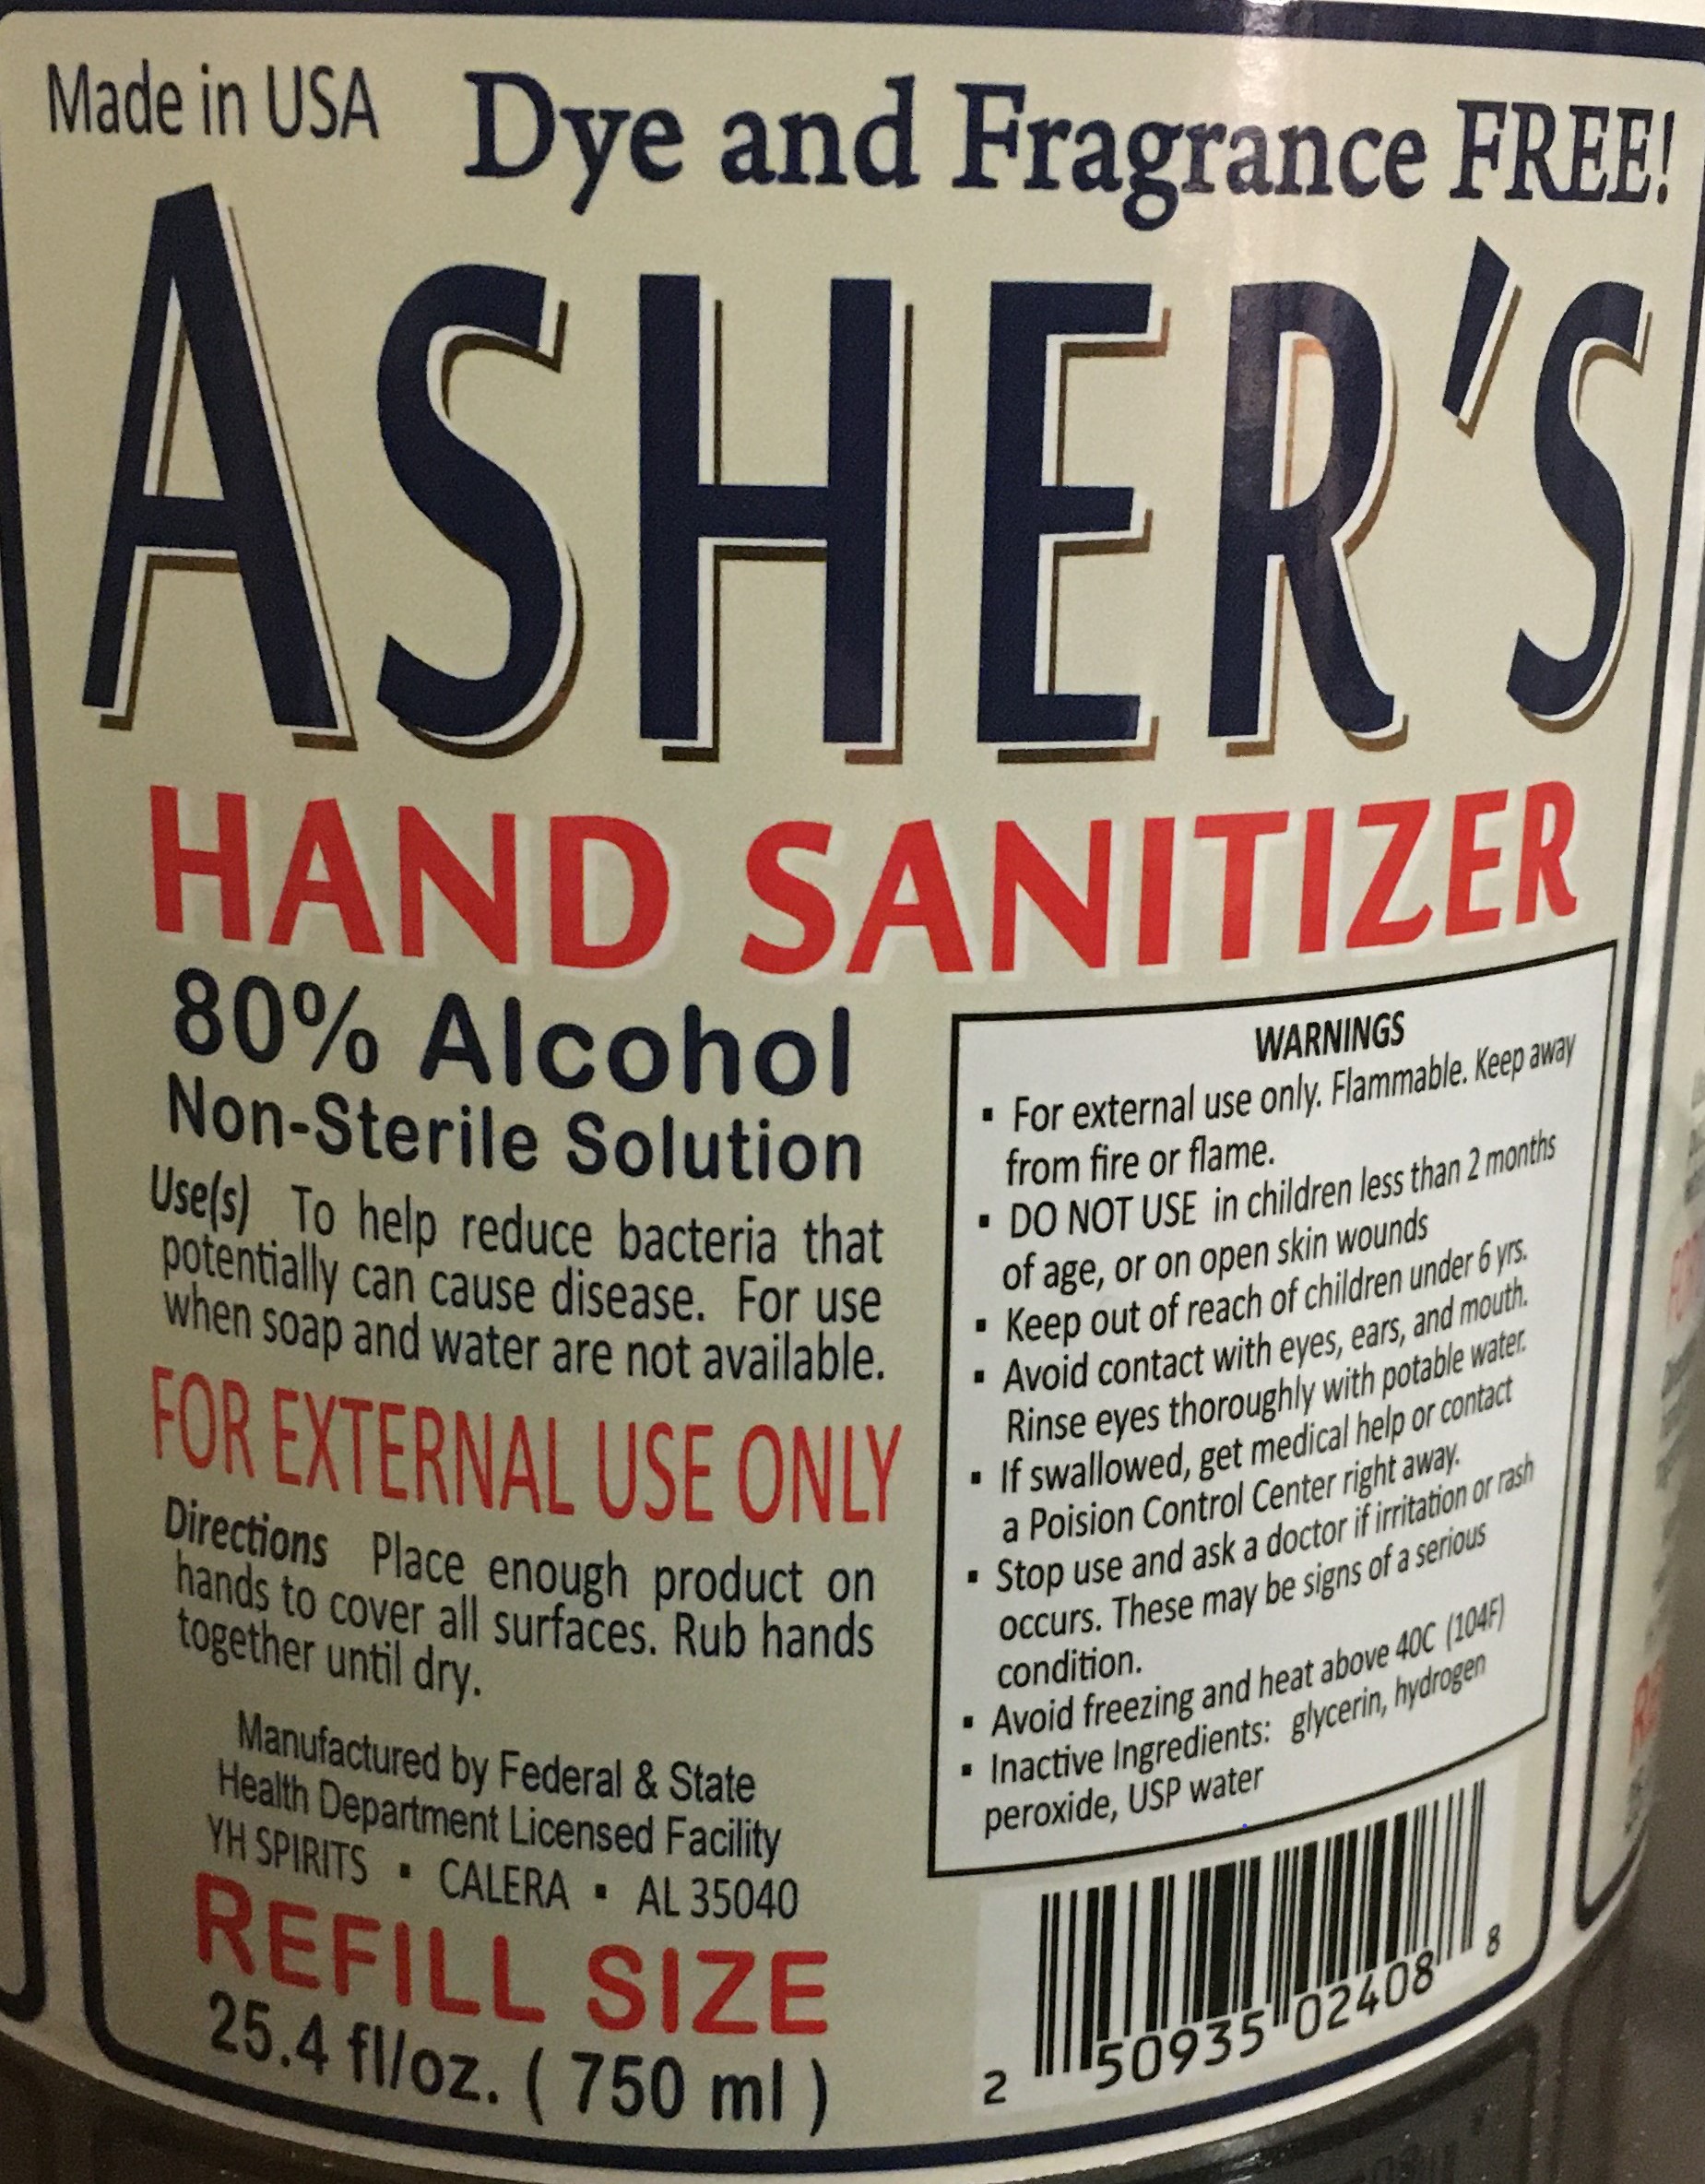 Made in USA Dye and Fragrance FREE!
ASHER'S
HAND SANITIZER
80% Alcohol
Non-Sterile Solution
Use(s) To help reduce bacteria that
potentially can cause disease. For use
when soap and water are not available.
FOR EXTERNAL USE ONLY
Directions Place enough product on
hands to cover all surfaces. Rub hands
together until dry.
Manufactured by Federal & State
Health Department Licensed Facility
YH SPIRITS ▪ CALERA ▪ AL 35040
REFILL SIZE
25.4 fl/oz. ( 750 ml )
WARNINGS
▪ For external use only. Flammable. Keep away
from fire or flame.
▪ DO NOT USE in children less than 2 months
of age, or on open skin wounds
▪ Keep out of reach of children under 6 yrs.
▪ Avoid contact with eyes, ears, and mouth.
Rinse eyes thoroughly with potable water.
▪ If swallowed, get medical help or contact
a Poision Control Center right away.
▪ Stop use and ask a doctor if irritation or rash
occurs. These may be signs of a serious
condition.
▪ Avoid freezing and heat above 40C (104F)
▪ Inactive Ingredients: glycerin, hydrogen
peroxide, USP water
2 50935 02408 8